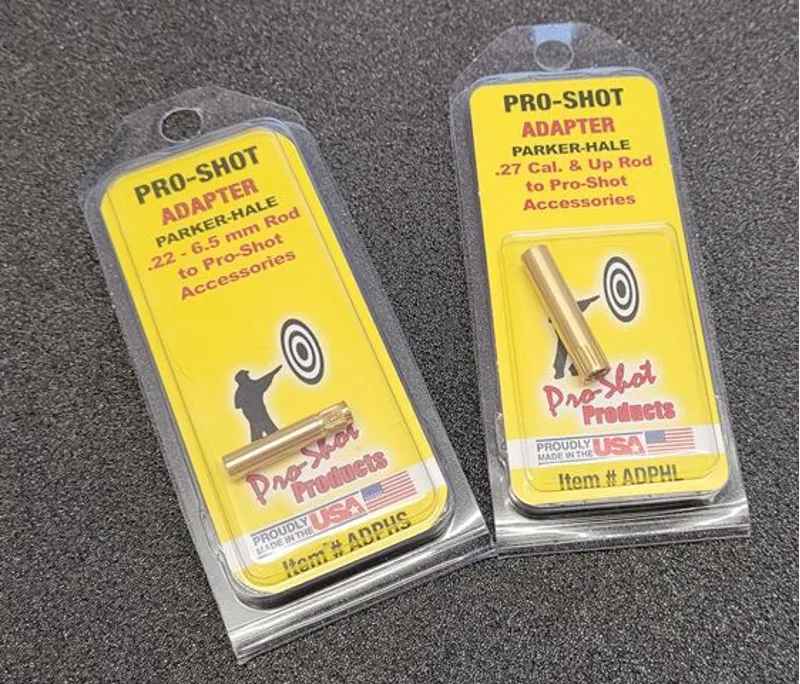 PRO-SHOT
ADAPTER
PARKER-HALE
.22 - 6.5 mm Rod
to Pro-Shot
Accessories
Pro-Shot
Products
PROUDLY
MADE IN THE
USA
Item # ADPHS
PRO-SHOT
ADAPTER
PARKER-HALE
.27 Cal. & Up Rod
to Pro-Shot
Accessories
Pro-Shot
Products
PROUDLY
MADE IN THE
USA
Item # ADPHL